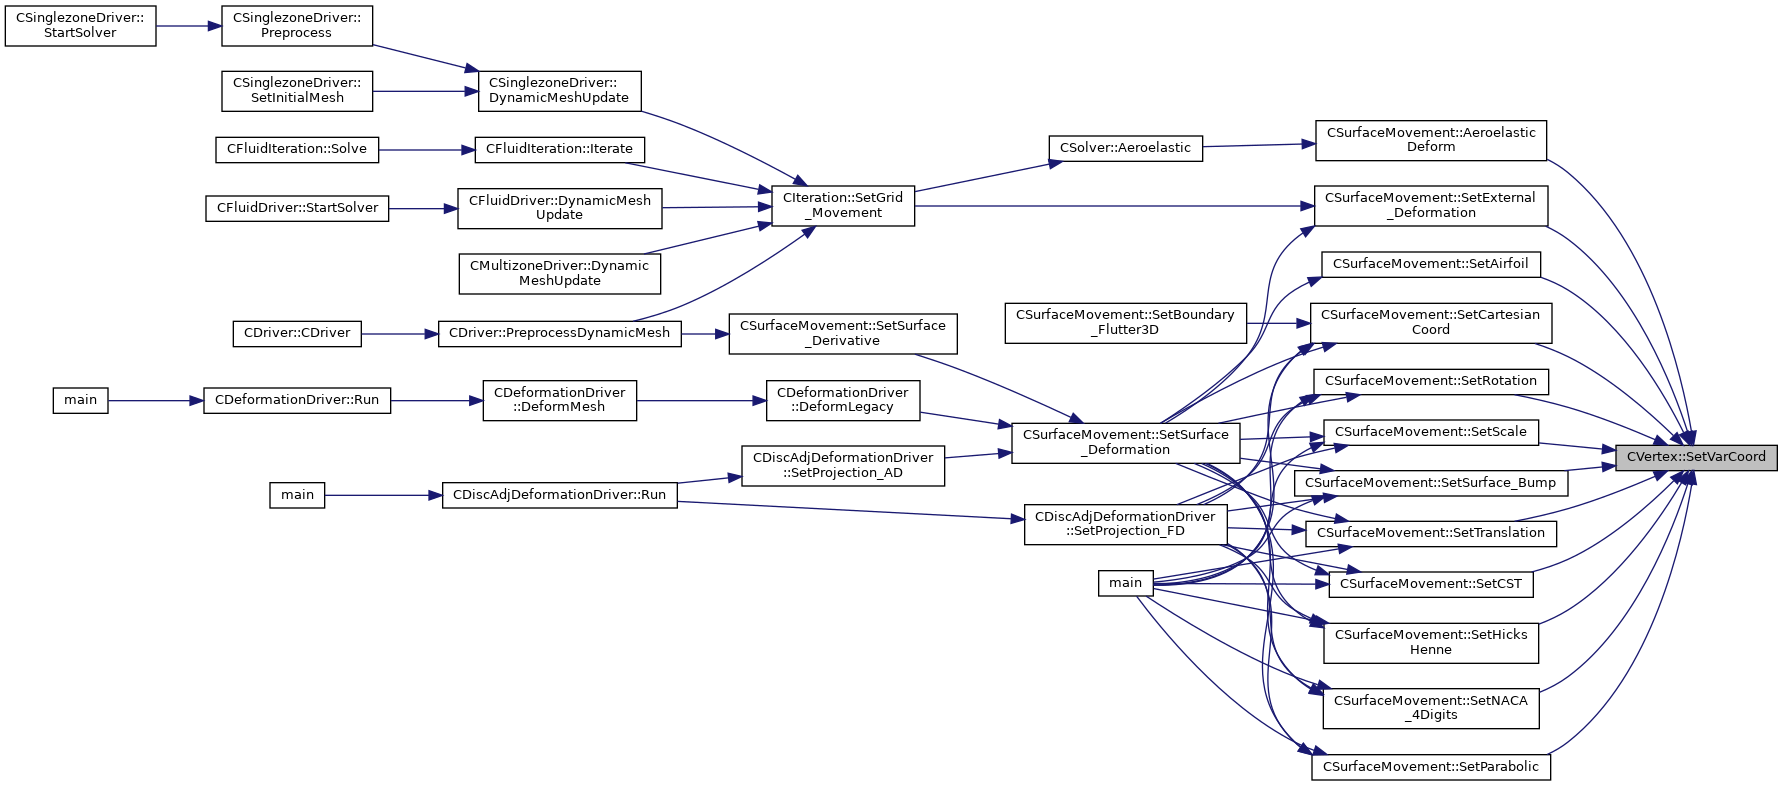 CSinglezoneDriver::
StartSolver
CSinglezoneDriver::
Preprocess
CSinglezoneDriver::
SetInitialMesh
CSinglezoneDriver::
DynamicMeshUpdate
CFluidIteration::Solve
CFluidIteration::Iterate
CFluidDriver::StartSolver
CFluidDriver::DynamicMesh
Update
CMultizoneDriver::Dynamic
MeshUpdate
CDriver::CDriver
CDriver::PreprocessDynamicMesh
CIteration::SetGrid
_Movement
CSolver::Aeroelastic
CSurfaceMovement::Aeroelastic
Deform
CSurfaceMovement::SetExternal
_Deformation
CSurfaceMovement::SetAirfoil
CSurfaceMovement::SetBoundary
_Flutter3D
CSurfaceMovement::SetCartesian
Coord
CSurfaceMovement::SetSurface
_Derivative
CSurfaceMovement::SetRotation
main
CDeformationDriver::Run
CDeformationDriver
::DeformMesh
CDeformationDriver
::DeformLegacy
CSurfaceMovement::SetSurface
_Deformation
CSurfaceMovement::SetScale
CVertex::SetVarCoord
CDiscAdjDeformationDriver
::SetProjection_AD
CSurfaceMovement::SetSurface_Bump
main
CDiscAdjDeformationDriver::Run
CDiscAdjDeformationDriver
::SetProjection_FD
CSurfaceMovement::SetTranslation
main
CSurfaceMovement::SetCST
CSurfaceMovement::SetHicks
Henne
CSurfaceMovement::SetNACA
_4Digits
CSurfaceMovement::SetParabolic